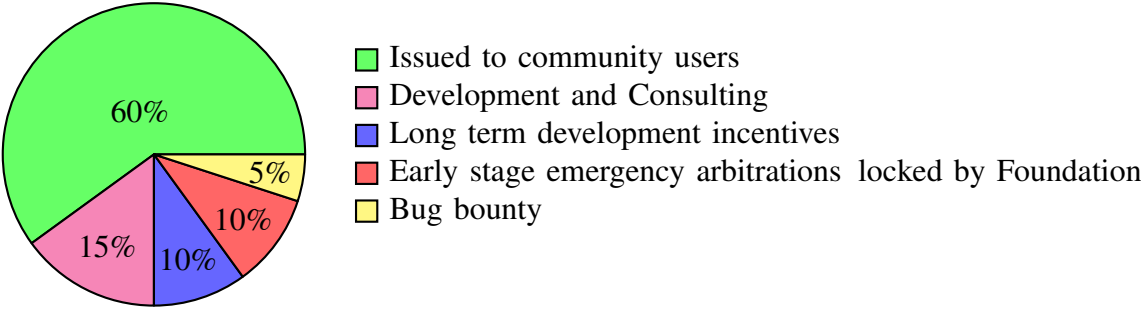 60%
15%
10%
10%
5%
Issued to community users
Development and Consulting
Long term development incentives
Early stage emergency arbitrations locked by Foundation
Bug bounty